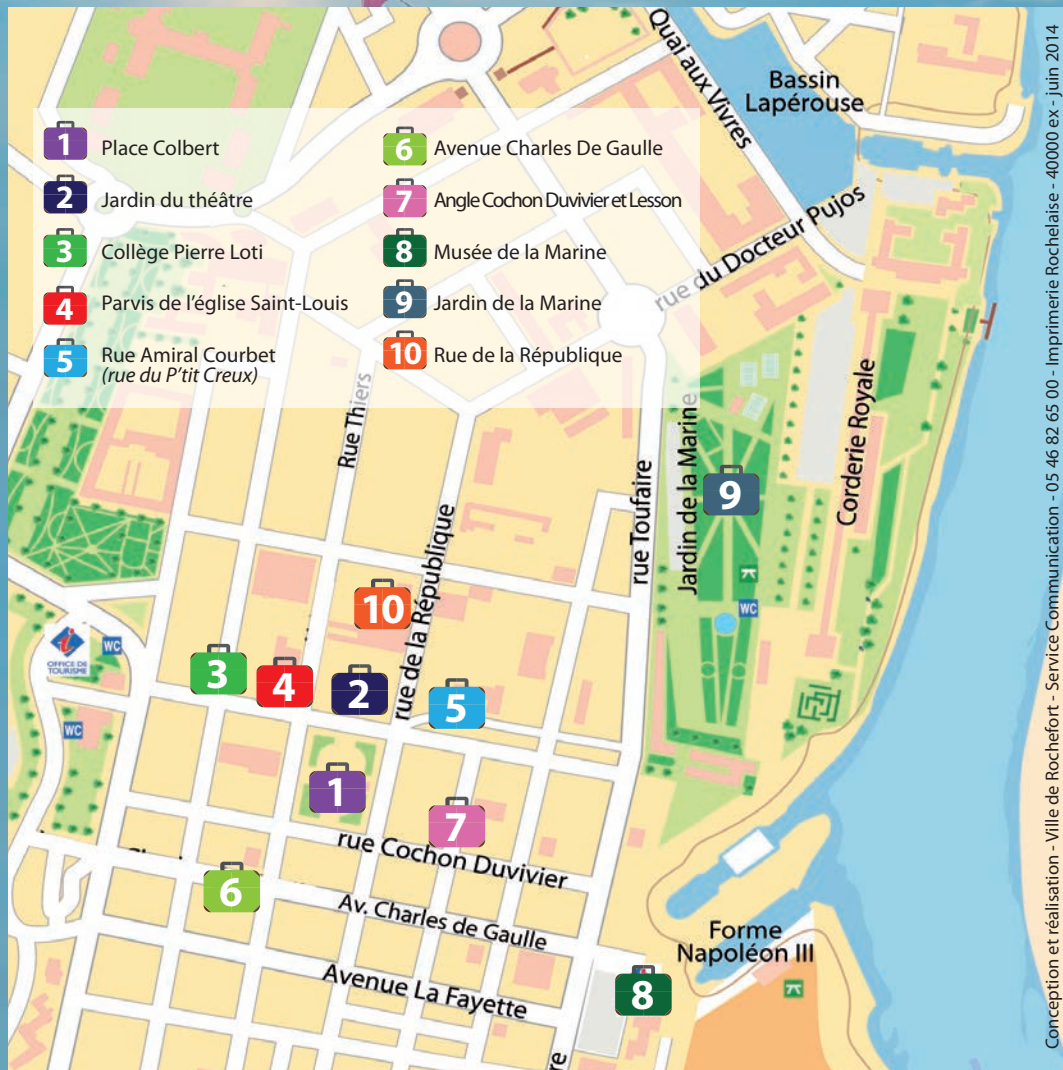 Quai aux Vivres
Bassin
Lapérouse
1 Place Colbert
2 Jardin du théâtre
3 Collège Pierre Loti
4 Parvis de l'église Saint-Louis
5 Rue Amiral Courbet
(rue du P'tit Creux)
6 Avenue Charles De Gaulle
7 Angle Cochon Duvivier et Lesson
8 Musée de la Marine
9 Jardin de la Marine
10 Rue de la République
rue du Docteur Pujos
Rue Thiers
rue de la République
rue Toufaire
Jardin de la Marine
Corderie Royale
9
WC
10
OFFICE DE
TOURISME
WC
3
4
2
5
WC
1
7
rue Cochon Duvivier
6
Av. Charles de Gaulle
Forme
Napoléon III
Avenue La Fayette
8
re
Conception et réalisation - Ville de Rochefort - Service Communication - 05 46 82 65 00 - Imprimerie Rochelaise - 40000 ex - juin 2014